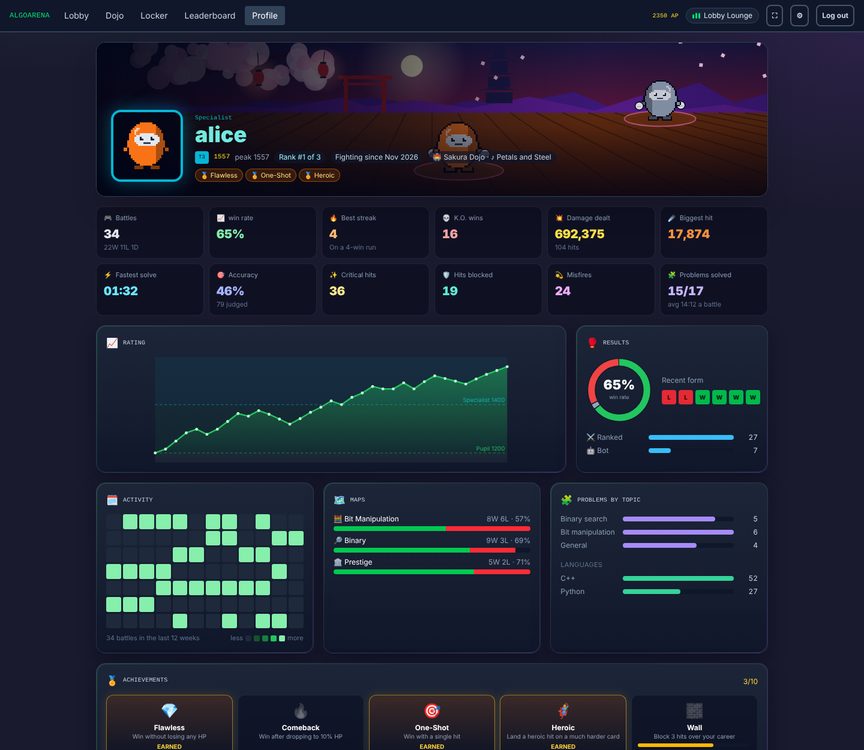 ALGOARENA Lobby Dojo Locker Leaderboard Profile 2350 AP Lobby Lounge Log out
Specialist
alice
1557 peak 1557 Rank #1 of 3 Fighting since Nov 2026 Sakura Dojo · ♪ Petals and Steel
Flawless One-Shot Heroic
Battles
34
22W 11L 1D
win rate
65%
Best streak
4
On a 4-win run
K.O. wins
16
Damage dealt
692,375
104 hits
Biggest hit
17,874
Fastest solve
01:32
Accuracy
46%
79 judged
Critical hits
36
Hits blocked
19
Misfires
24
Problems solved
15/17
avg 14:12 a battle
RATING
Specialist 1400
Pupil 1200
RESULTS
65%
win rate
Recent form
L L W W W W
Ranked 27
Bot 7
ACTIVITY
34 battles in the last 12 weeks less more
MAPS
Bit Manipulation 8W 6L · 57%
Binary 9W 3L · 69%
Prestige 5W 2L · 71%
PROBLEMS BY TOPIC
Binary search 5
Bit manipulation 6
General 4
LANGUAGES
C++ 52
Python 27
ACHIEVEMENTS 3/10
Flawless
Win without losing any HP
EARNED
Comeback
Win after dropping to 10% HP
One-Shot
Win with a single hit
EARNED
Heroic
Land a heroic hit on a much harder card
EARNED
Wall
Block 3 hits over your career